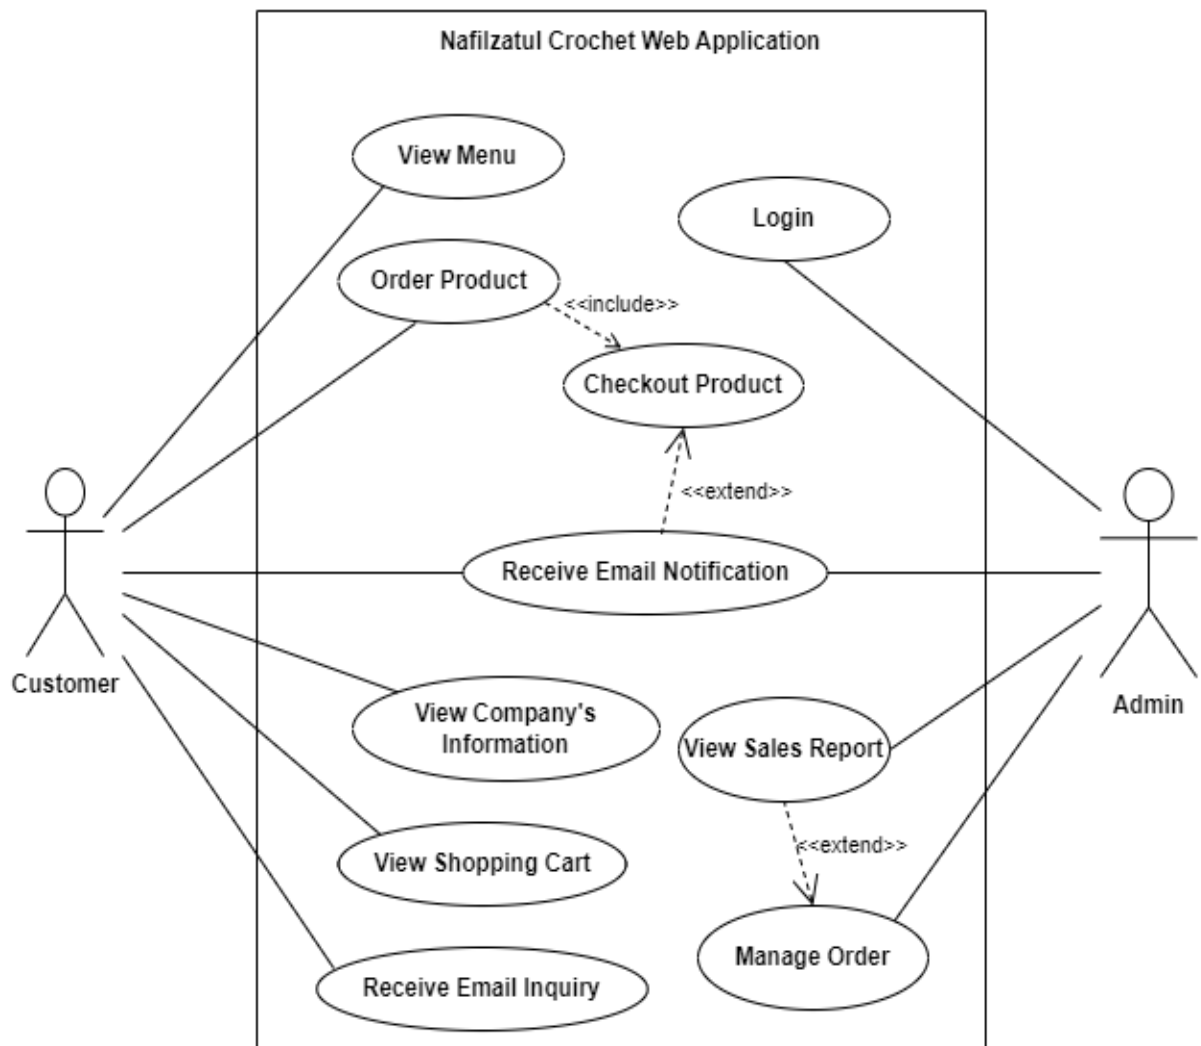 Nafilzatul Crochet Web Application
View Menu
Login
Order Product
<<include>>
Checkout Product
<<extend>>
Receive Email Notification
Customer
Admin
View Company's
Information
View Sales Report
<<extend>>
View Shopping Cart
Manage Order
Receive Email Inquiry